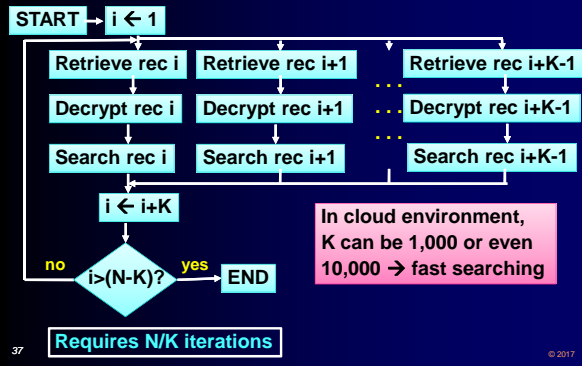 START
i ← 1
Retrieve rec i
Retrieve rec i+1
Retrieve rec i+K-1
. . .
Decrypt rec i
Decrypt rec i+1
. . .
Decrypt rec i+K-1
. . .
Search rec i
Search rec i+1
Search rec i+K-1
i ← i+K
In cloud environment,
K can be 1,000 or even
10,000 → fast searching
no
i>(N-K)?
yes
END
Requires N/K iterations
37
© 2017